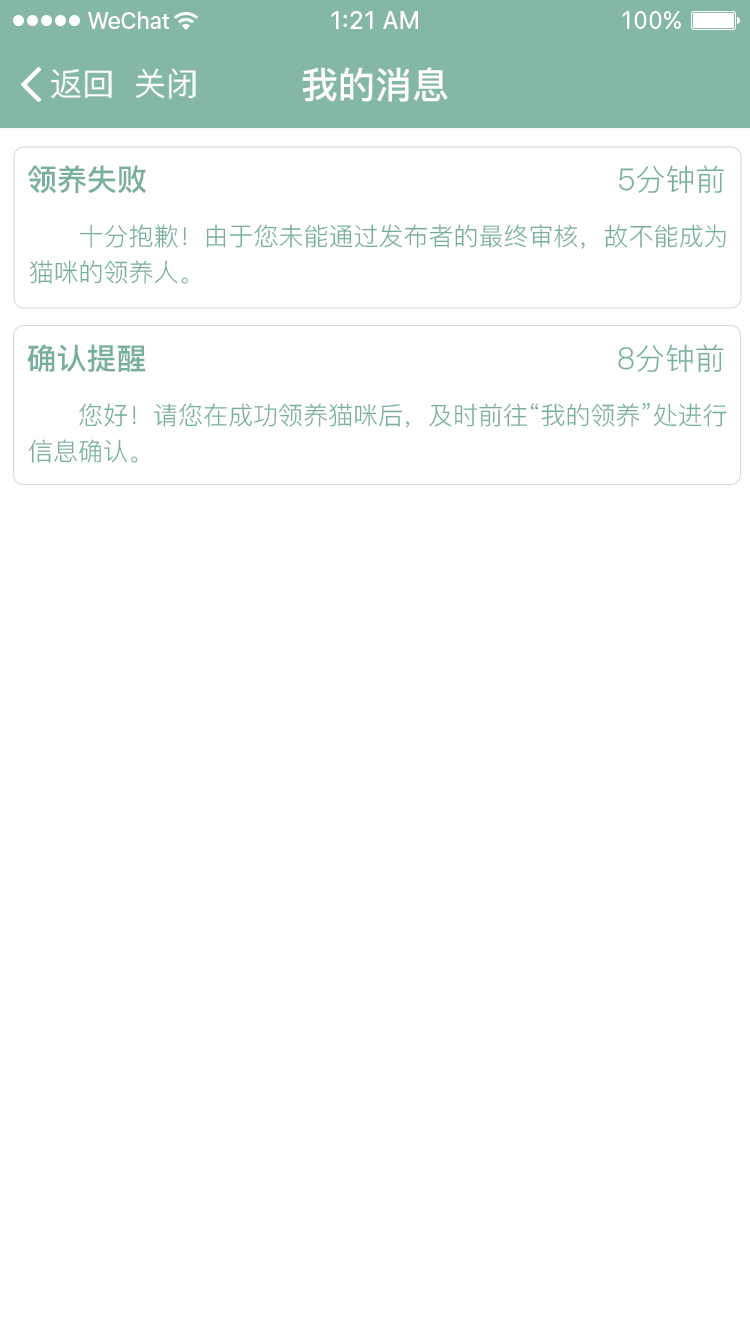 WeChat 1:21 AM 100%
返回 关闭 我的消息
领养失败 5分钟前
十分抱歉！由于您未能通过发布者的最终审核，故不能成为
猫咪的领养人。
确认提醒 8分钟前
您好！请您在成功领养猫咪后，及时前往“我的领养”处进行
信息确认。